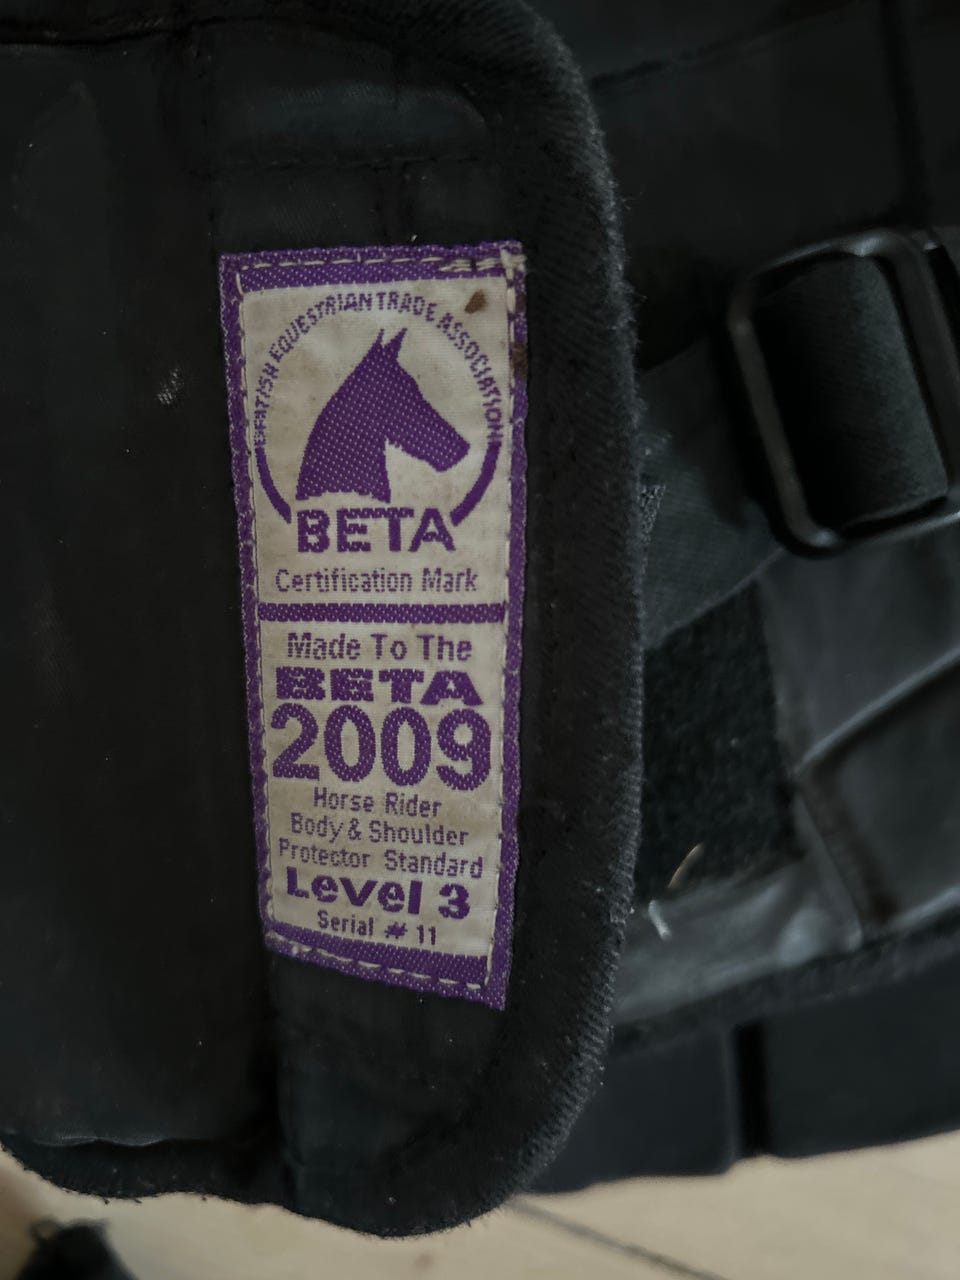 BRITISH EQUESTRIAN TRADE ASSOCIATION
BETA
Certification Mark
Made To The
BETA
2009
Horse Rider
Body & Shoulder
Protector Standard
Level 3
Serial # 11